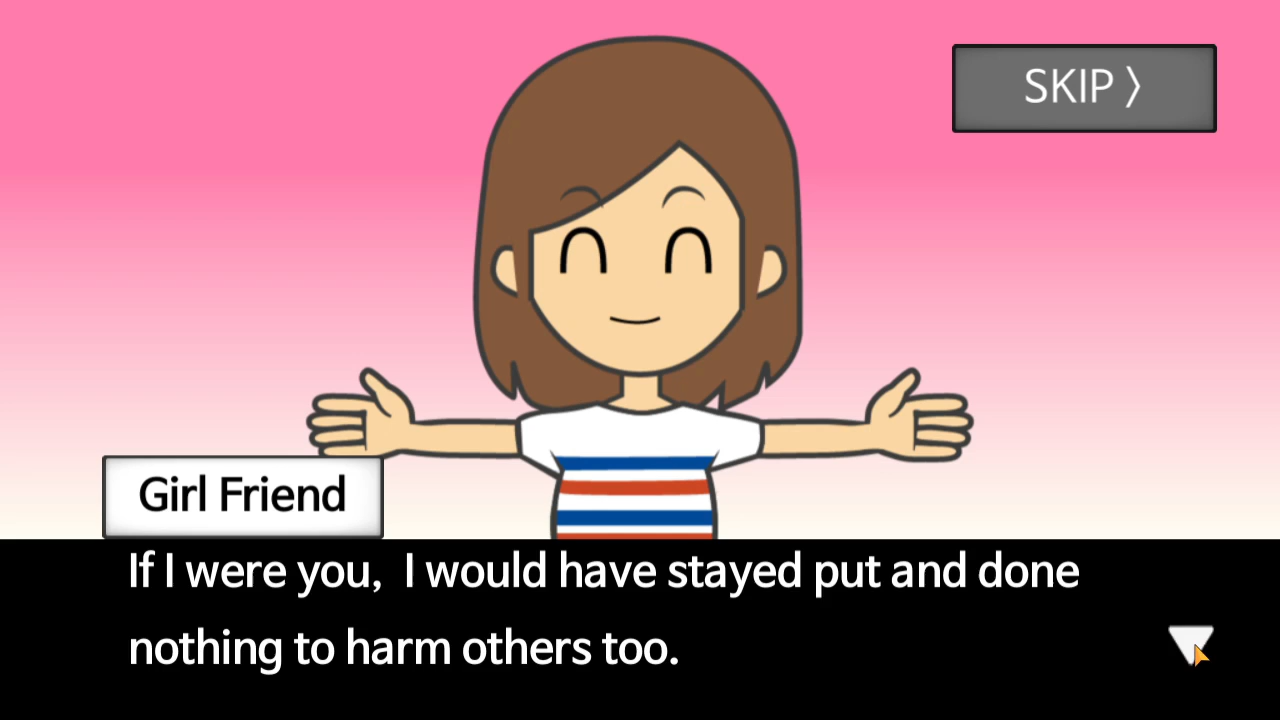 SKIP 〉
Girl Friend
If I were you,  I would have stayed put and done
nothing to harm others too.